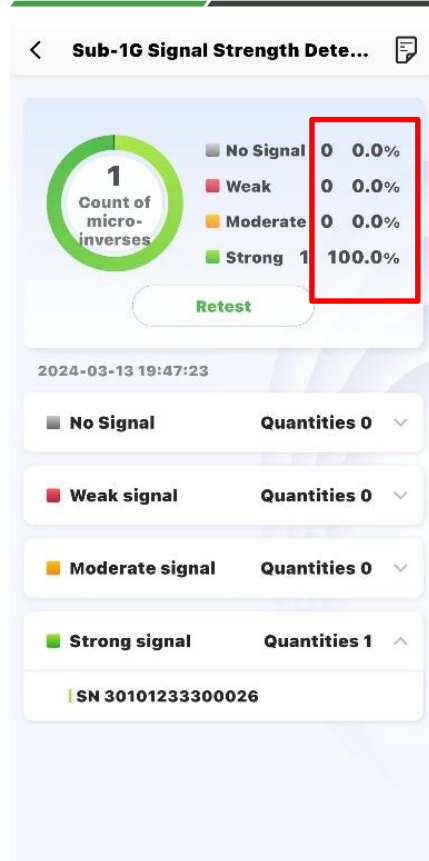 Sub-1G Signal Strength Dete...
1
Count of
micro-
inverses
No Signal 0 0.0%
Weak 0 0.0%
Moderate 0 0.0%
Strong 1 100.0%
Retest
2024-03-13 19:47:23
No Signal Quantities 0
Weak signal Quantities 0
Moderate signal Quantities 0
Strong signal Quantities 1
SN 30101233300026